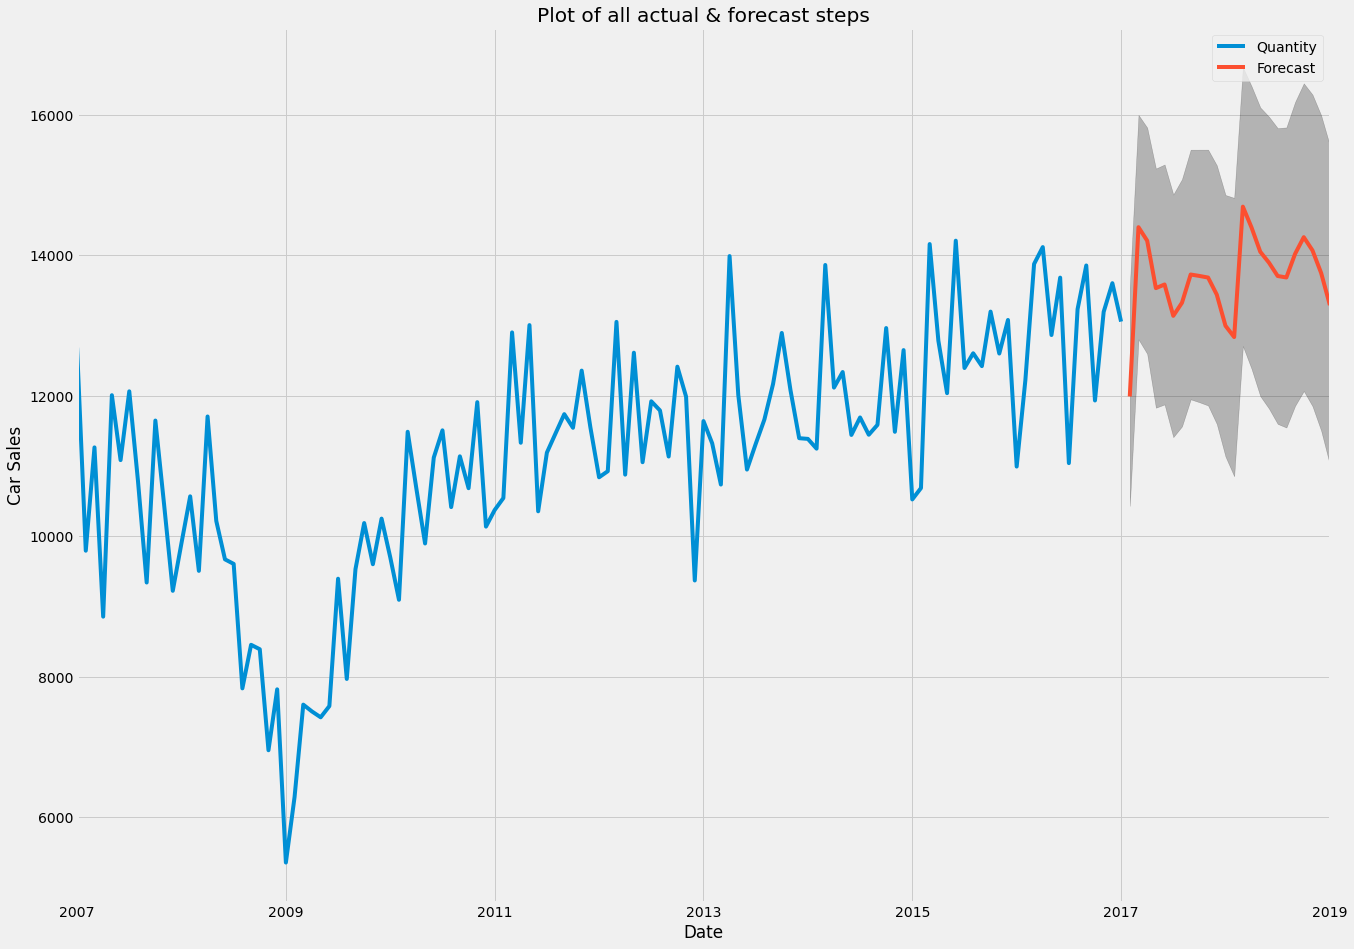 Plot of all actual & forecast steps
Quantity
Forecast
16000
14000
12000
10000
8000
6000
Car Sales
2007 2009 2011 2013 2015 2017 2019
Date